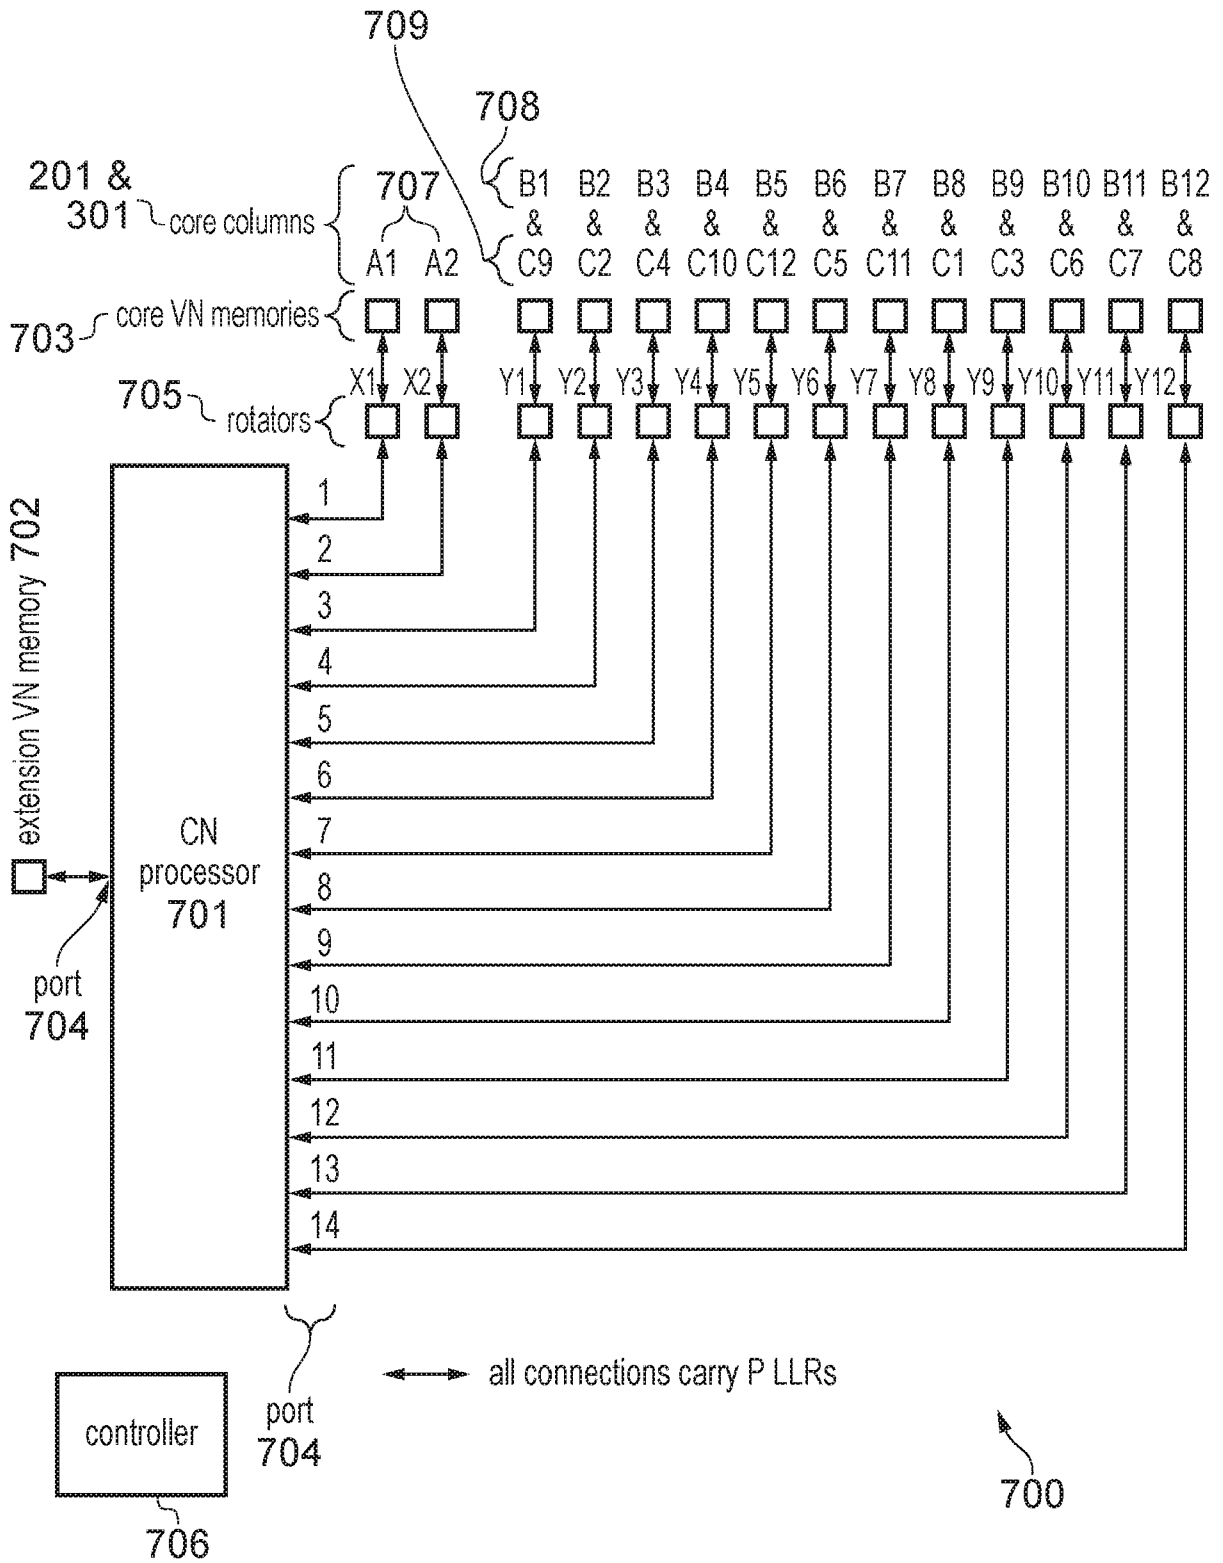 709
708
201 &
301
core columns
707
A1 A2
B1 B2 B3 B4 B5 B6 B7 B8 B9 B10 B11 B12
& & & & & & & & & & & &
C9 C2 C4 C10 C12 C5 C11 C1 C3 C6 C7 C8
703
core VN memories
X1 X2 Y1 Y2 Y3 Y4 Y5 Y6 Y7 Y8 Y9 Y10 Y11 Y12
705
rotators
extension VN memory 702
1
2
3
4
5
6
7
8
9
10
11
12
13
14
CN
processor
701
port
704
all connections carry P LLRs
port
704
controller
706
700